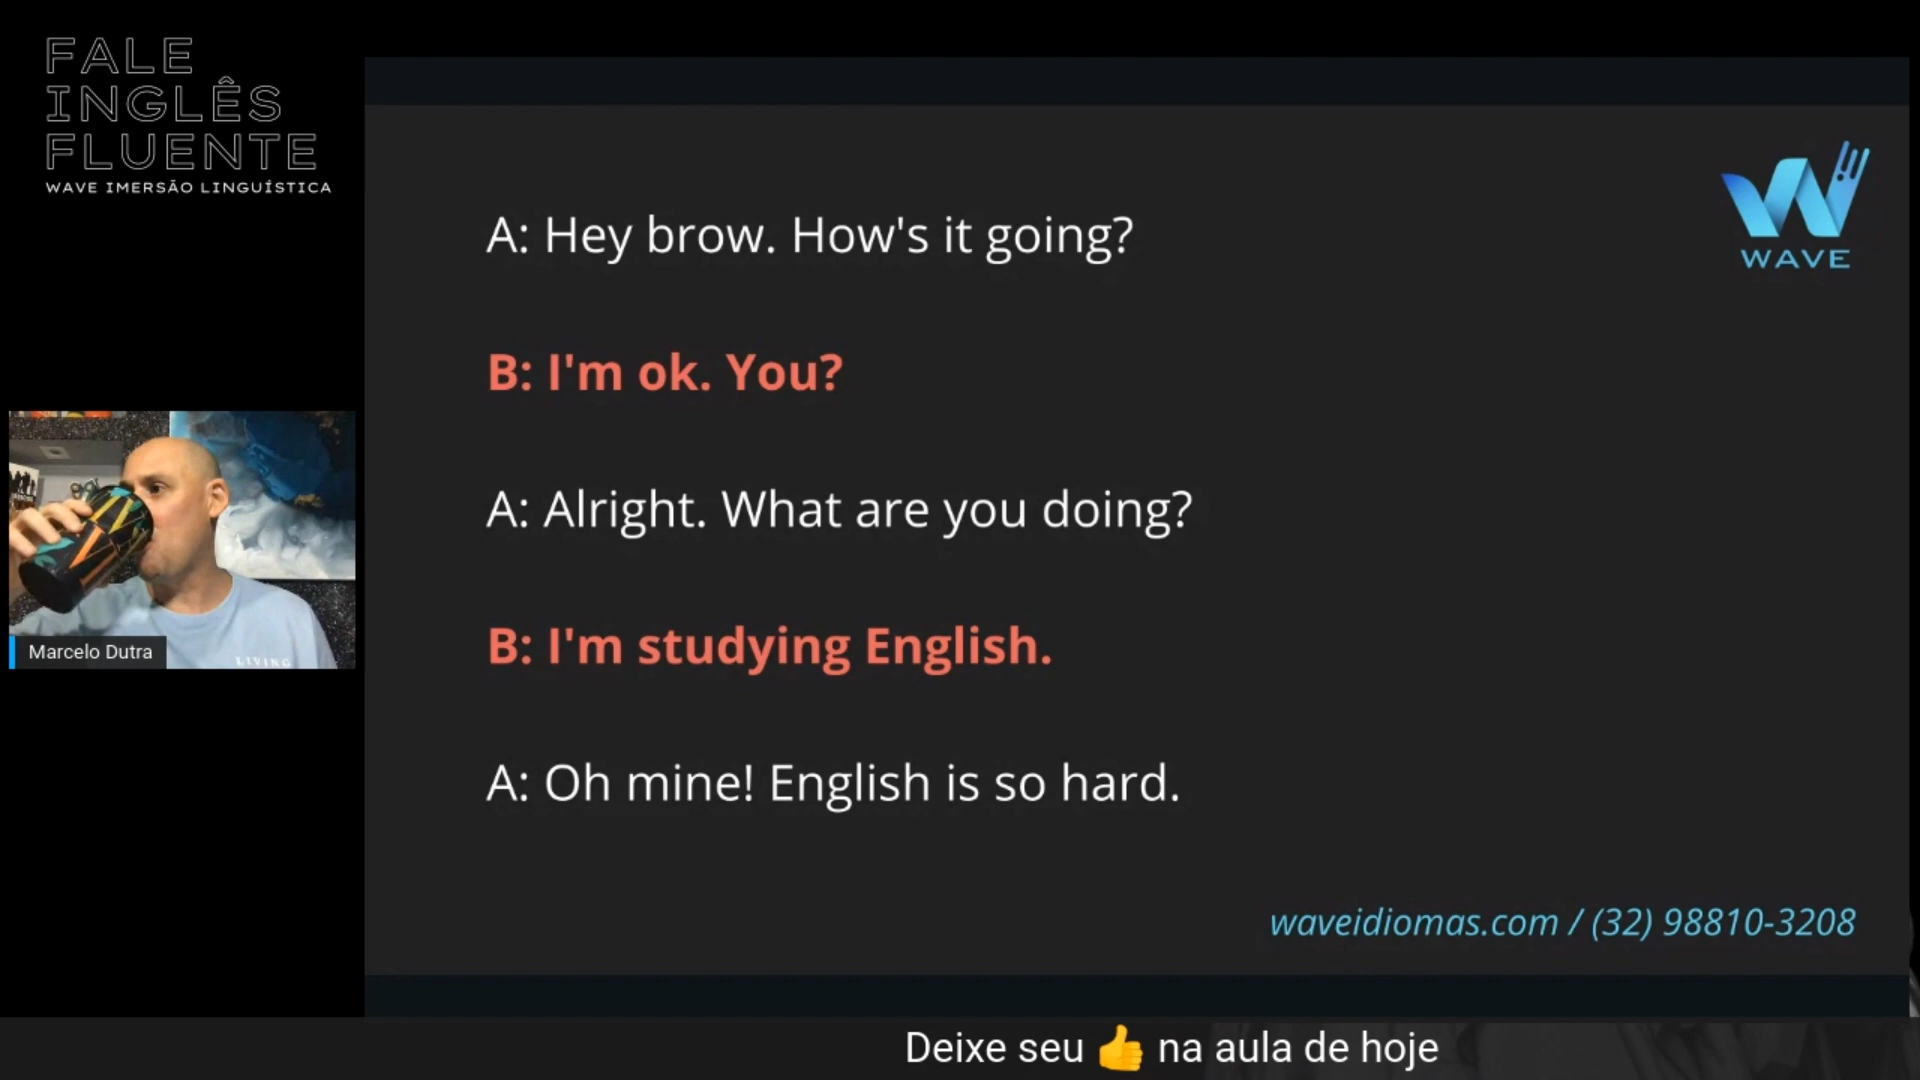 FALE
INGLÊS
FLUENTE
WAVE IMERSÃO LINGUÍSTICA
WAVE
A: Hey brow. How's it going?
B: I'm ok. You?
A: Alright. What are you doing?
B: I'm studying English.
A: Oh mine! English is so hard.
Marcelo Dutra
LIVING
waveidiomas.com / (32) 98810-3208
Deixe seu 👍 na aula de hoje